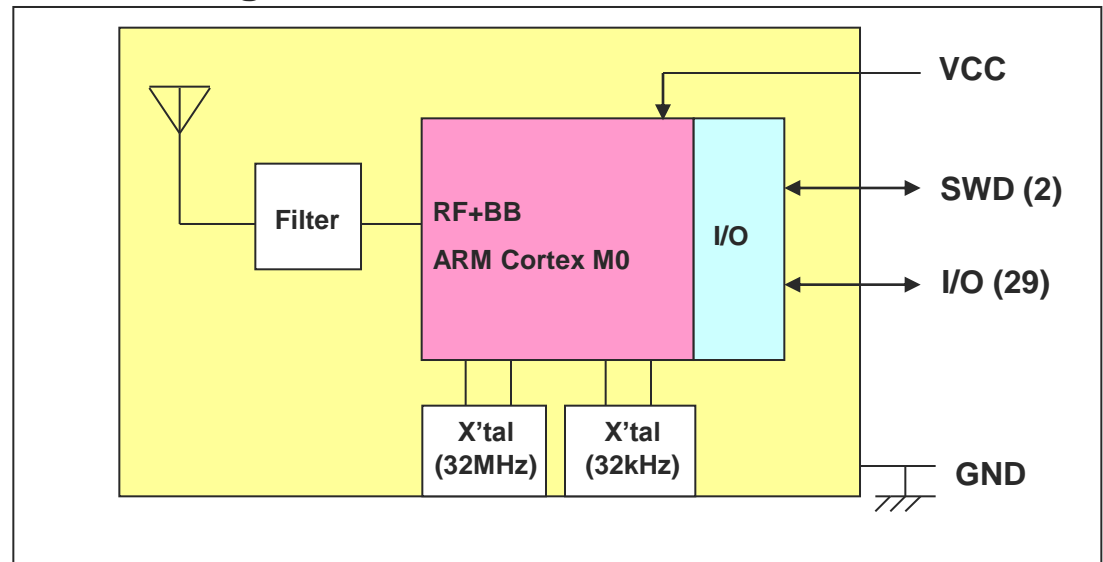 VCC
SWD (2)
Filter
RF+BB
ARM Cortex M0
I/O
I/O (29)
X’tal
(32MHz)
X’tal
(32kHz)
GND